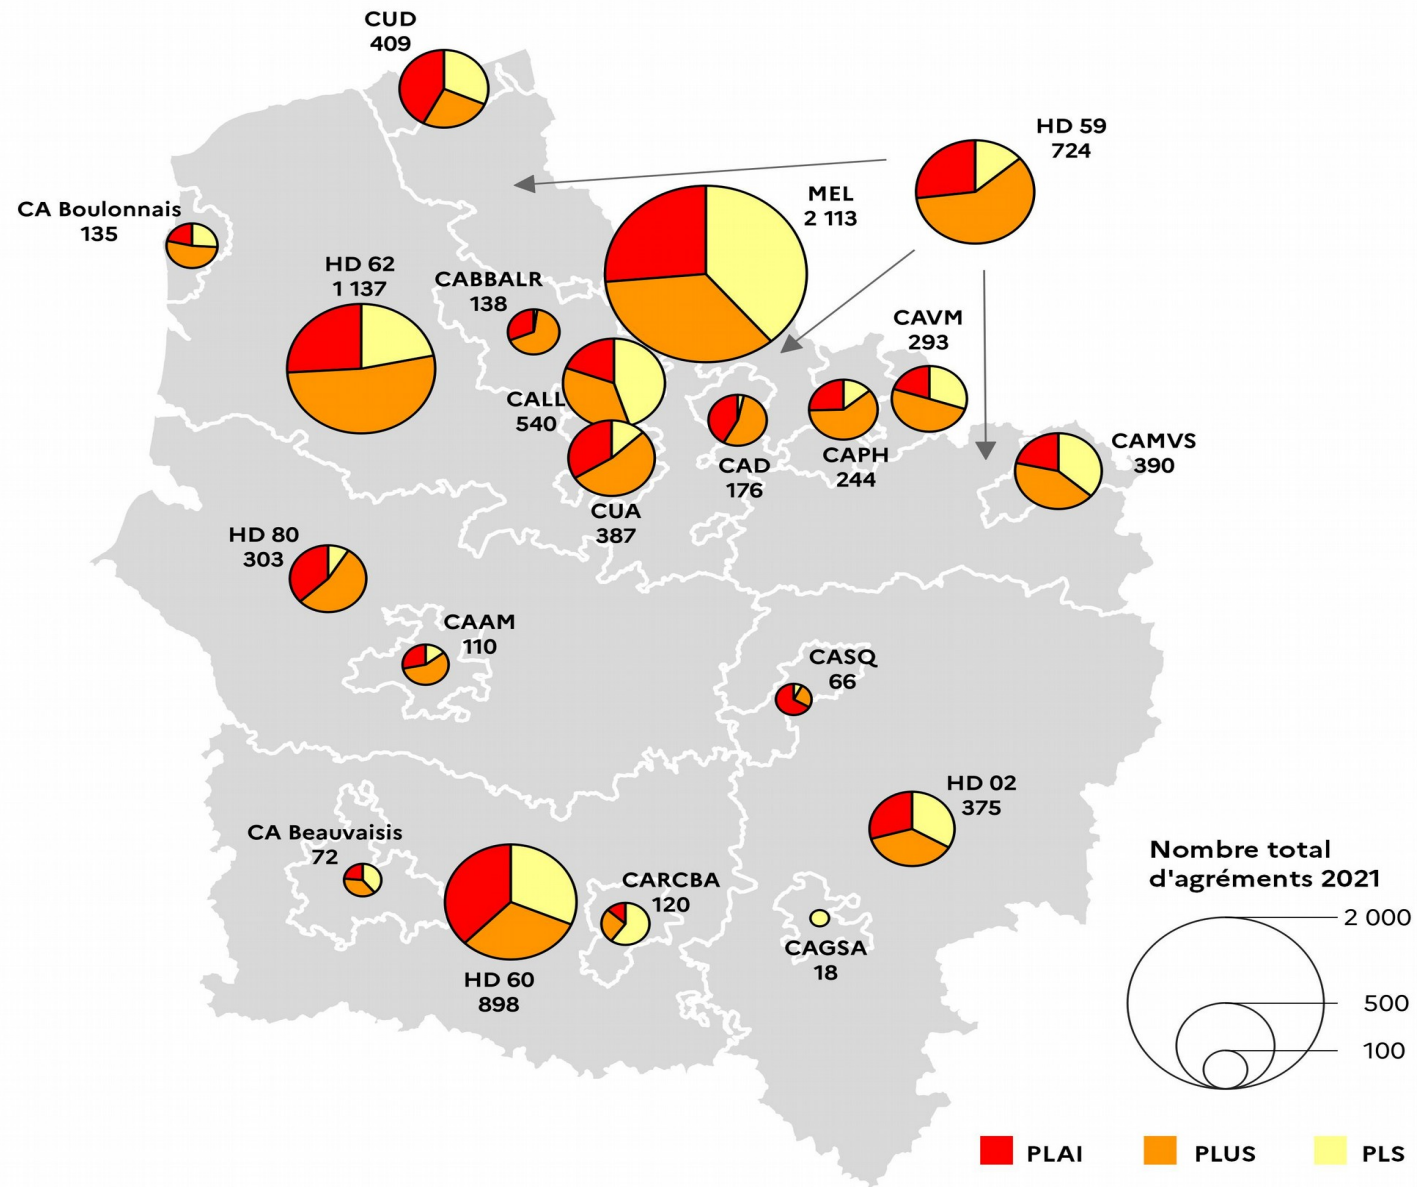 CUD
409
HD 59
724
MEL
2 113
CA Boulonnais
135
HD 62
1 137
CABBALR
138
CAVM
293
CALL
540
CAD
176
CAPH
244
CAMVS
390
CUA
387
HD 80
303
CAAM
110
CASQ
66
HD 02
375
CA Beauvaisis
72
CARCBA
120
CAGSA
18
HD 60
898
Nombre total
d'agréments 2021
2 000
500
100
PLAI
PLUS
PLS